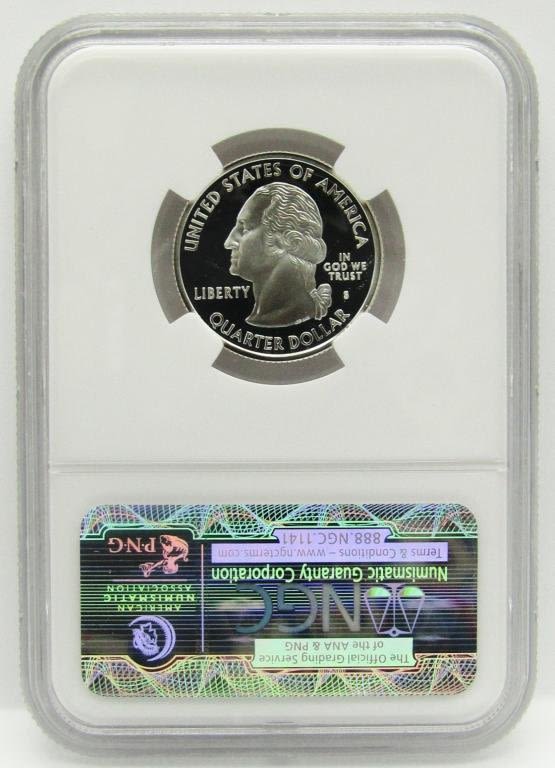 UNITED STATES OF AMERICA
IN
GOD WE
TRUST
LIBERTY
S
QUARTER DOLLAR
The Official Grading Service
of the ANA & PNG
NGC
Numismatic Guaranty Corporation
Terms & Conditions – www.ngcterms.com
888.NGC.1141
AMERICAN
NUMISMATIC
ASSOCIATION
P·N·G